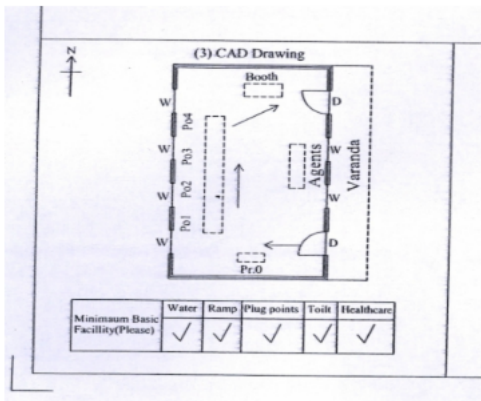 N
(3) CAD Drawing
Booth
W
D
Po4
W
W
Po3
Agents
Varanda
Po2
W
W
Po1
W
D
Pr.0
Water Ramp Plug points Toilt Healthcare
Minimaum Basic
Facillity(Please)